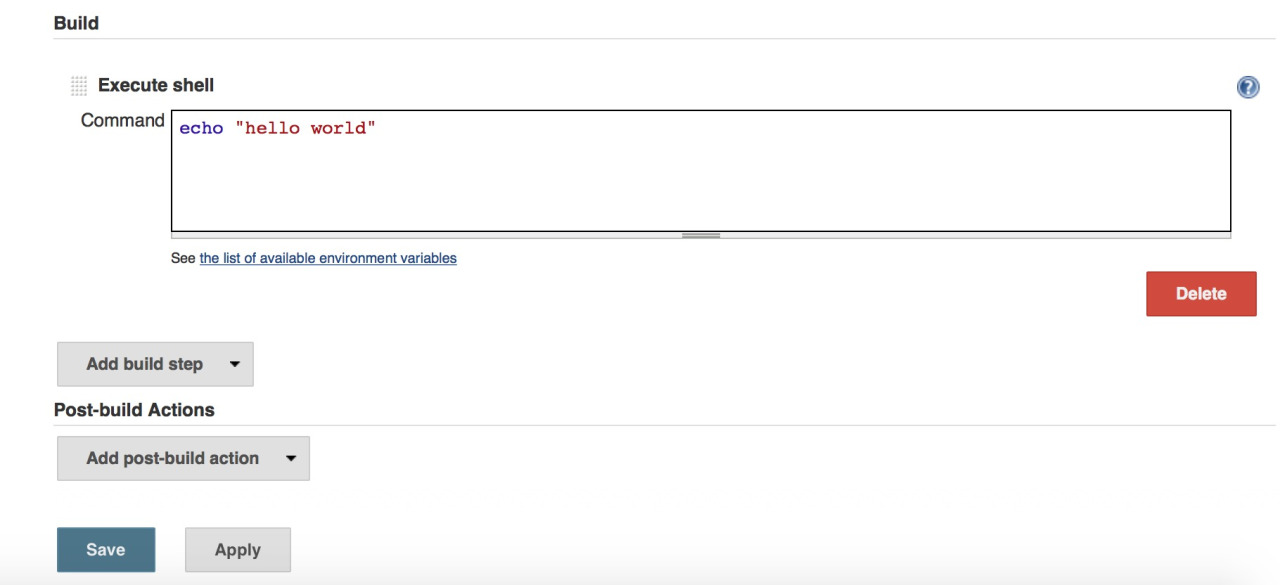 Build
Execute shell
?
Command
echo "hello world"
See the list of available environment variables
Delete
Add build step
Post-build Actions
Add post-build action
Save
Apply